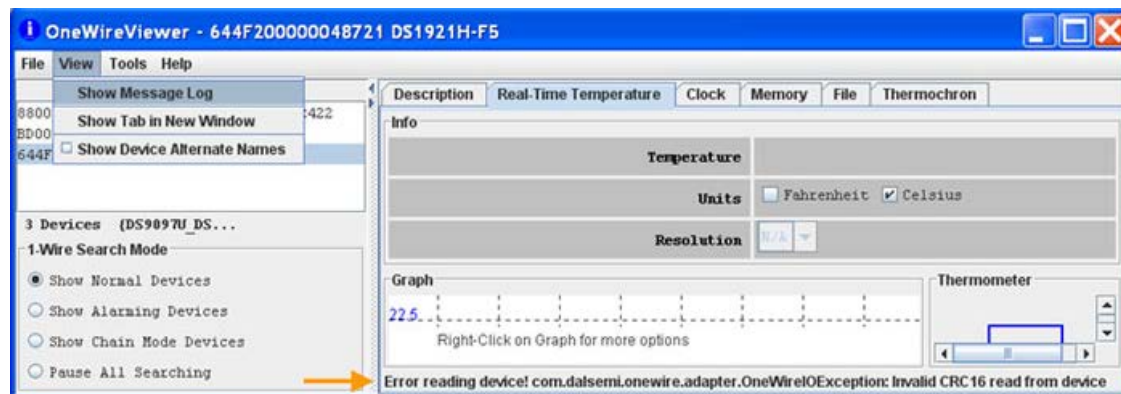 OneWireViewer - 644F200000048721 DS1921H-F5
File View Tools Help
Show Message Log
Show Tab in New Window
Show Device Alternate Names
8800
:422
BD00
644F
3 Devices (DS9097U_DS...
1-Wire Search Mode
Show Normal Devices
Show Alarming Devices
Show Chain Mode Devices
Pause All Searching
Description Real-Time Temperature Clock Memory File Thermochron
Info
Temperature
Units Fahrenheit Celsius
Resolution N/A
Graph
22.5
Right-Click on Graph for more options
Thermometer
Error reading device! com.dalsemi.onewire.adapter.OneWireIOException: Invalid CRC16 read from device